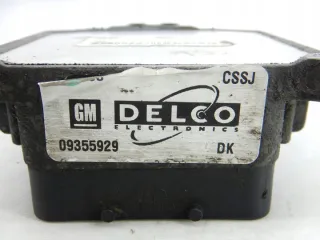 CSSJ
GM DELCO
ELECTRONICS
09355929 DK